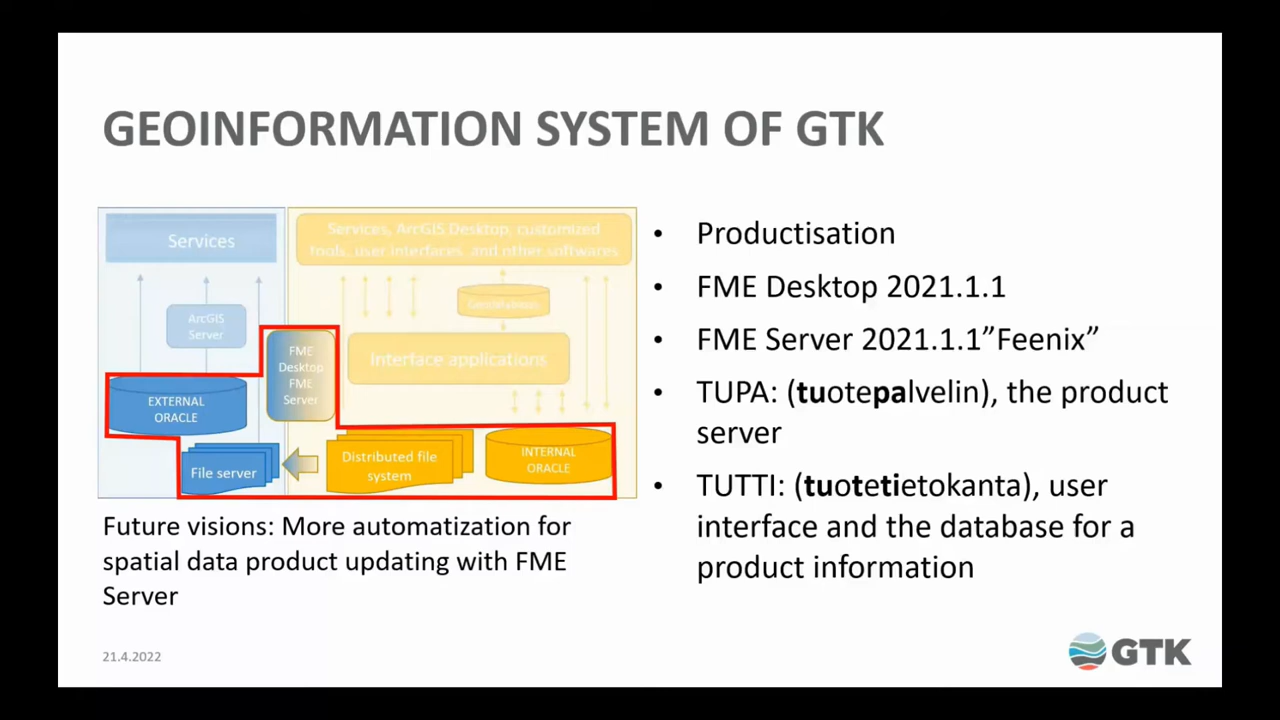 GEOINFORMATION SYSTEM OF GTK
Services
Services, ArcGIS Desktop, customized
tools, user interfaces, and other softwares
ArcGIS
Server
Interface applications
FME
Desktop
FME
Server
EXTERNAL
ORACLE
File server
Distributed file
system
INTERNAL
ORACLE
Future visions: More automatization for
spatial data product updating with FME
Server
• Productisation
• FME Desktop 2021.1.1
• FME Server 2021.1.1”Feenix”
• TUPA: (tuotepalvelin), the product
server
• TUTTI: (tuotetietokanta), user
interface and the database for a
product information
21.4.2022
GTK